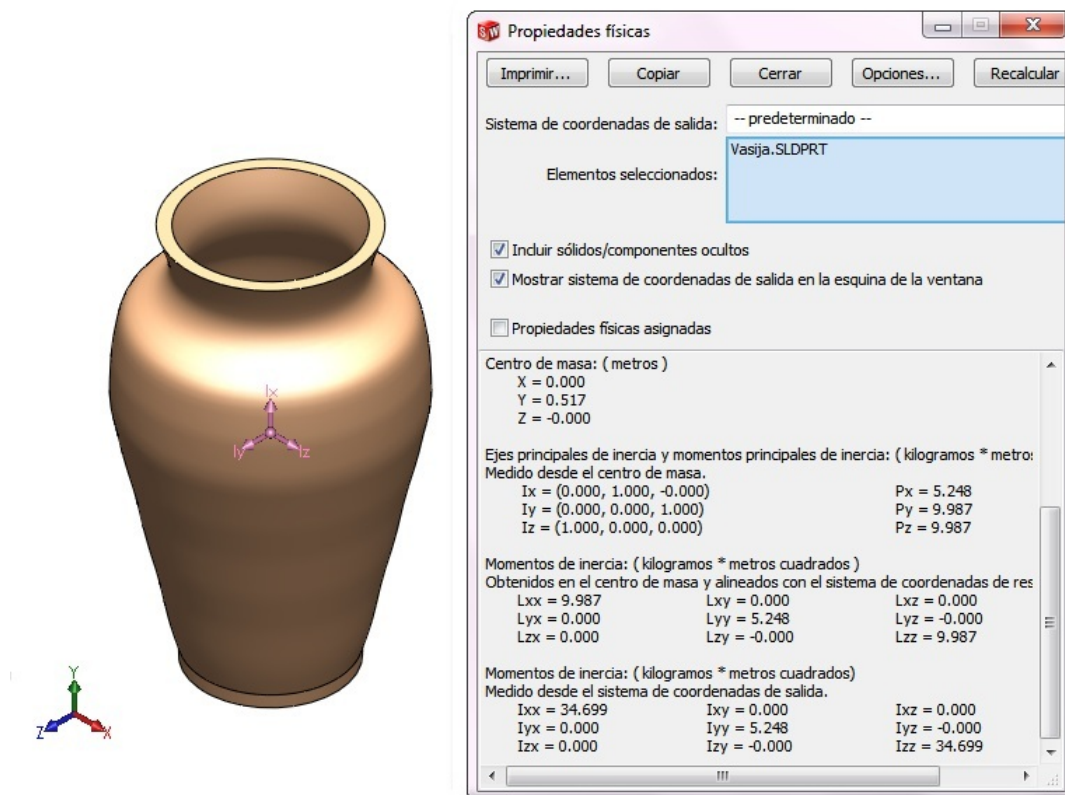 Propiedades físicas
Imprimir... Copiar Cerrar Opciones... Recalcular
Sistema de coordenadas de salida: -- predeterminado --
Elementos seleccionados: Vasija.SLDPRT
Incluir sólidos/componentes ocultos
Mostrar sistema de coordenadas de salida en la esquina de la ventana
Propiedades físicas asignadas
Centro de masa: ( metros )
X = 0.000
Y = 0.517
Z = -0.000
Ejes principales de inercia y momentos principales de inercia: ( kilogramos * metros
Medido desde el centro de masa.
Ix = (0.000, 1.000, -0.000) Px = 5.248
Iy = (0.000, 0.000, 1.000) Py = 9.987
Iz = (1.000, 0.000, 0.000) Pz = 9.987
Momentos de inercia: ( kilogramos * metros cuadrados )
Obtenidos en el centro de masa y alineados con el sistema de coordenadas de res
Lxx = 9.987 Lxy = 0.000 Lxz = 0.000
Lyx = 0.000 Lyy = 5.248 Lyz = -0.000
Lzx = 0.000 Lzy = -0.000 Lzz = 9.987
Momentos de inercia: ( kilogramos * metros cuadrados)
Medido desde el sistema de coordenadas de salida.
Ixx = 34.699 Ixy = 0.000 Ixz = 0.000
Iyx = 0.000 Iyy = 5.248 Iyz = -0.000
Izx = 0.000 Izy = -0.000 Izz = 34.699
Ix
Iy Iz
Y
Z X
SW